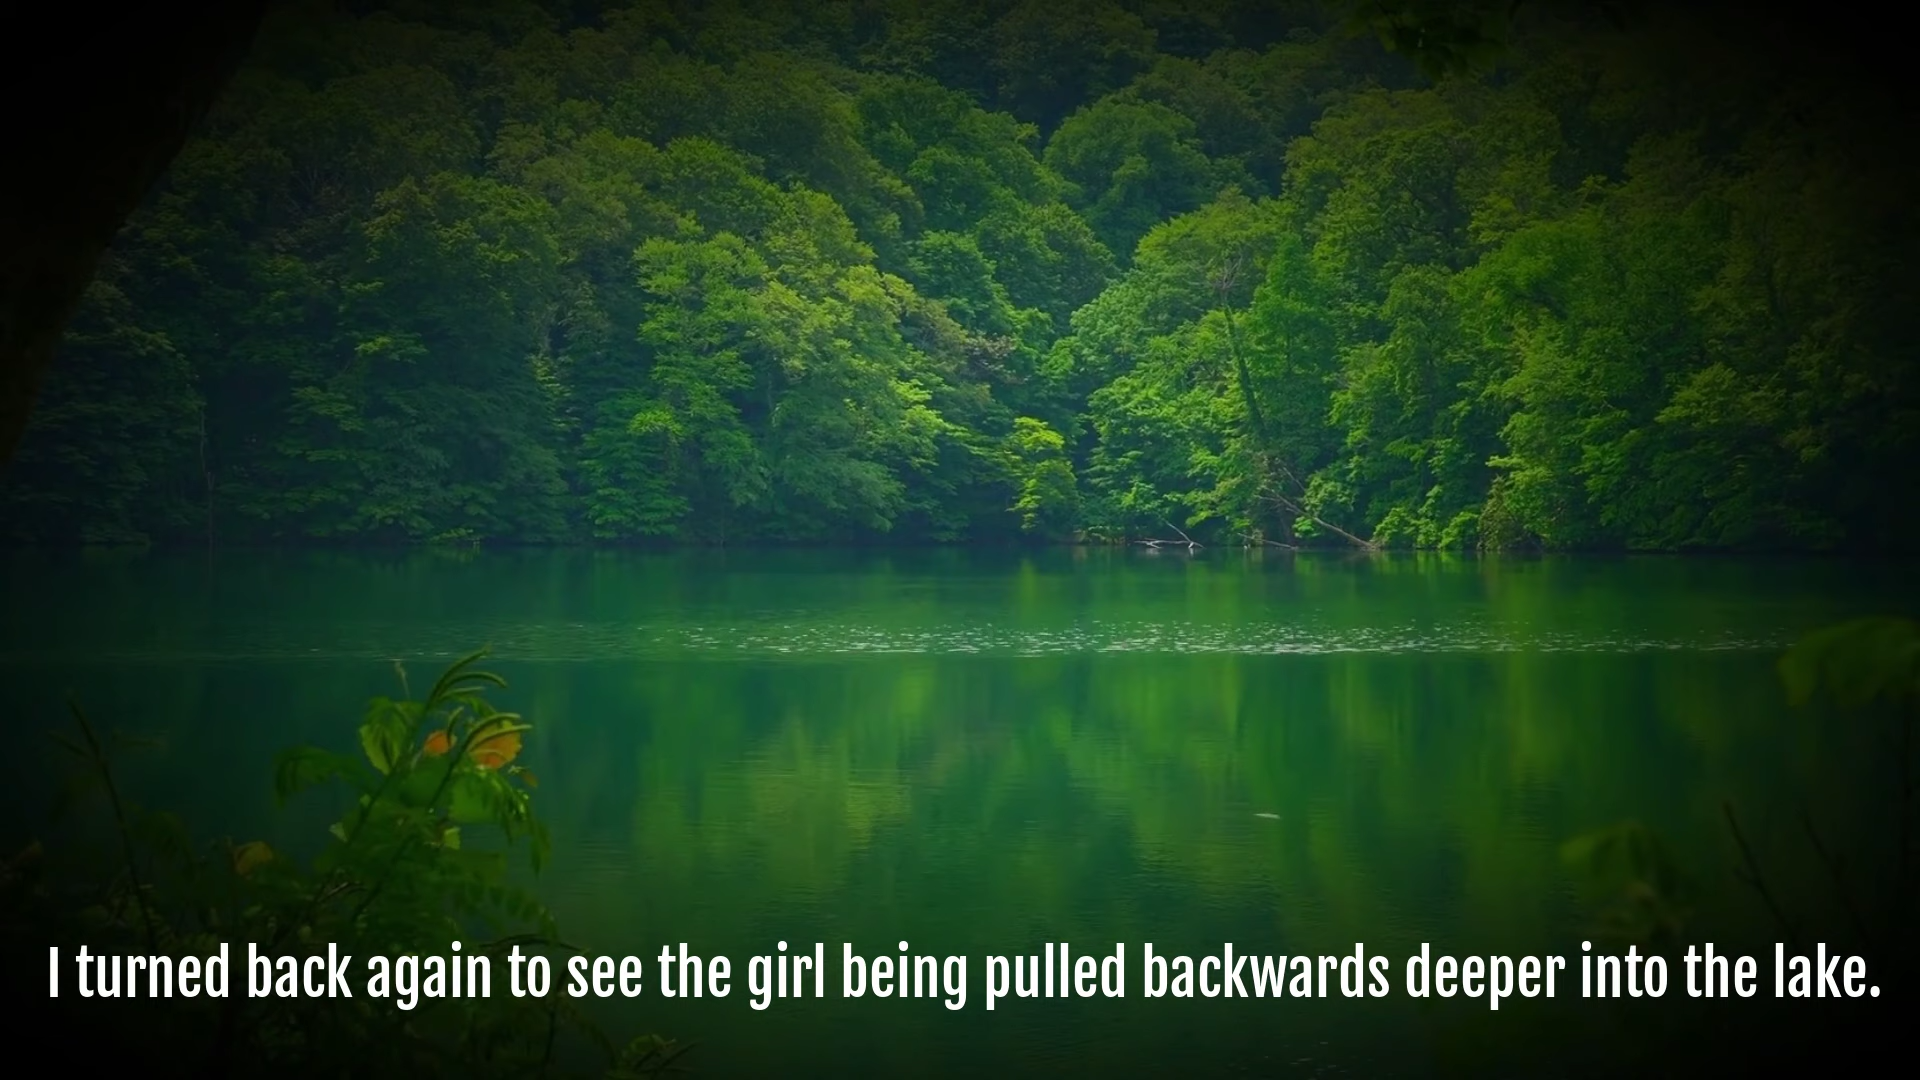 I turned back again to see the girl being pulled backwards deeper into the lake.